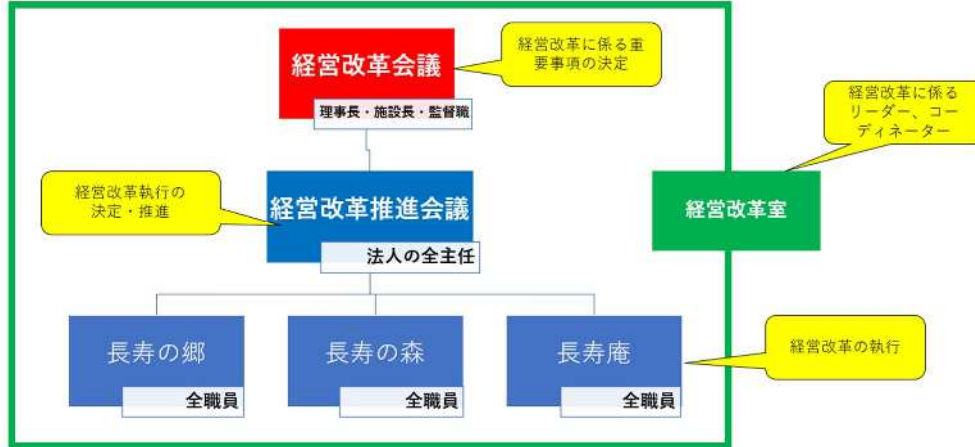 経営改革会議
理事長・施設長・監督職
経営改革に係る重
要事項の決定
経営改革に係る
リーダー、コー
ディネーター
経営改革執行の
決定・推進
経営改革推進会議
法人の全主任
経営改革室
長寿の郷
全職員
長寿の森
全職員
長寿庵
全職員
経営改革の執行